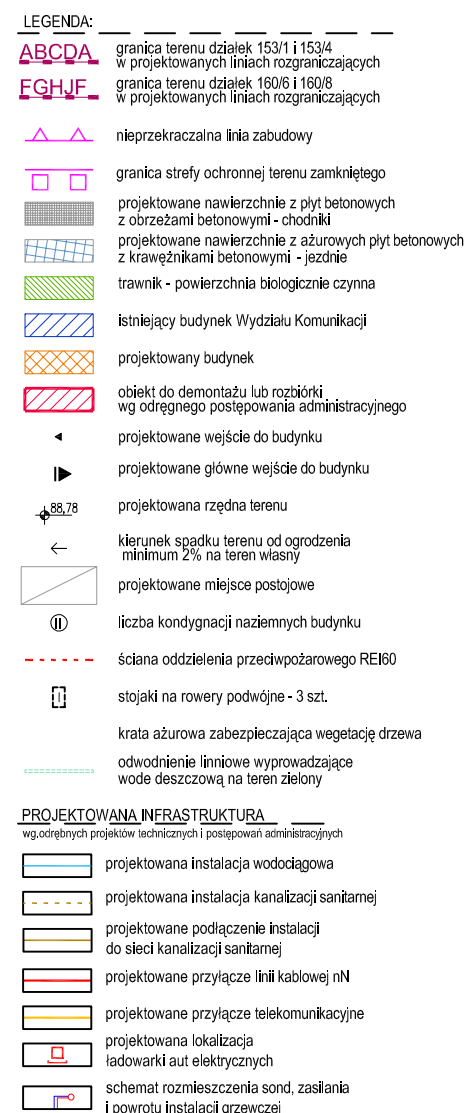 LEGENDA:
ABCDA granica terenu działek 153/1 i 153/4
w projektowanych liniach rozgraniczających
FGHJF granica terenu działek 160/6 i 160/8
w projektowanych liniach rozgraniczających
nieprzekraczalna linia zabudowy
granica strefy ochronnej terenu zamkniętego
projektowane nawierzchnie z płyt betonowych
z obrzeżami betonowymi - chodniki
projektowane nawierzchnie z ażurowych płyt betonowych
z krawężnikami betonowymi - jezdnie
trawnik - powierzchnia biologicznie czynna
istniejący budynek Wydziału Komunikacji
projektowany budynek
obiekt do demontażu lub rozbiórki
wg odręgnego postępowania administracyjnego
projektowane wejście do budynku
projektowane główne wejście do budynku
88,78 projektowana rzędna terenu
kierunek spadku terenu od ogrodzenia
minimum 2% na teren własny
projektowane miejsce postojowe
II liczba kondygnacji naziemnych budynku
ściana oddzielenia przeciwpożarowego REI60
stojaki na rowery podwójne - 3 szt.
krata ażurowa zabezpieczająca wegetację drzewa
odwodnienie linniowe wyprowadzające
wode deszczową na teren zielony
PROJEKTOWANA INFRASTRUKTURA
wg.odrębnych projektów technicznych i postępowań administracyjnych
projektowana instalacja wodociągowa
projektowana instalacja kanalizacji sanitarnej
projektowane podłączenie instalacji
do sieci kanalizacji sanitarnej
projektowane przyłącze linii kablowej nN
projektowane przyłącze telekomunikacyjne
projektowana lokalizacja
ładowarki aut elektrycznych
schemat rozmieszczenia sond, zasilania
i powrotu instalacji grzewczej